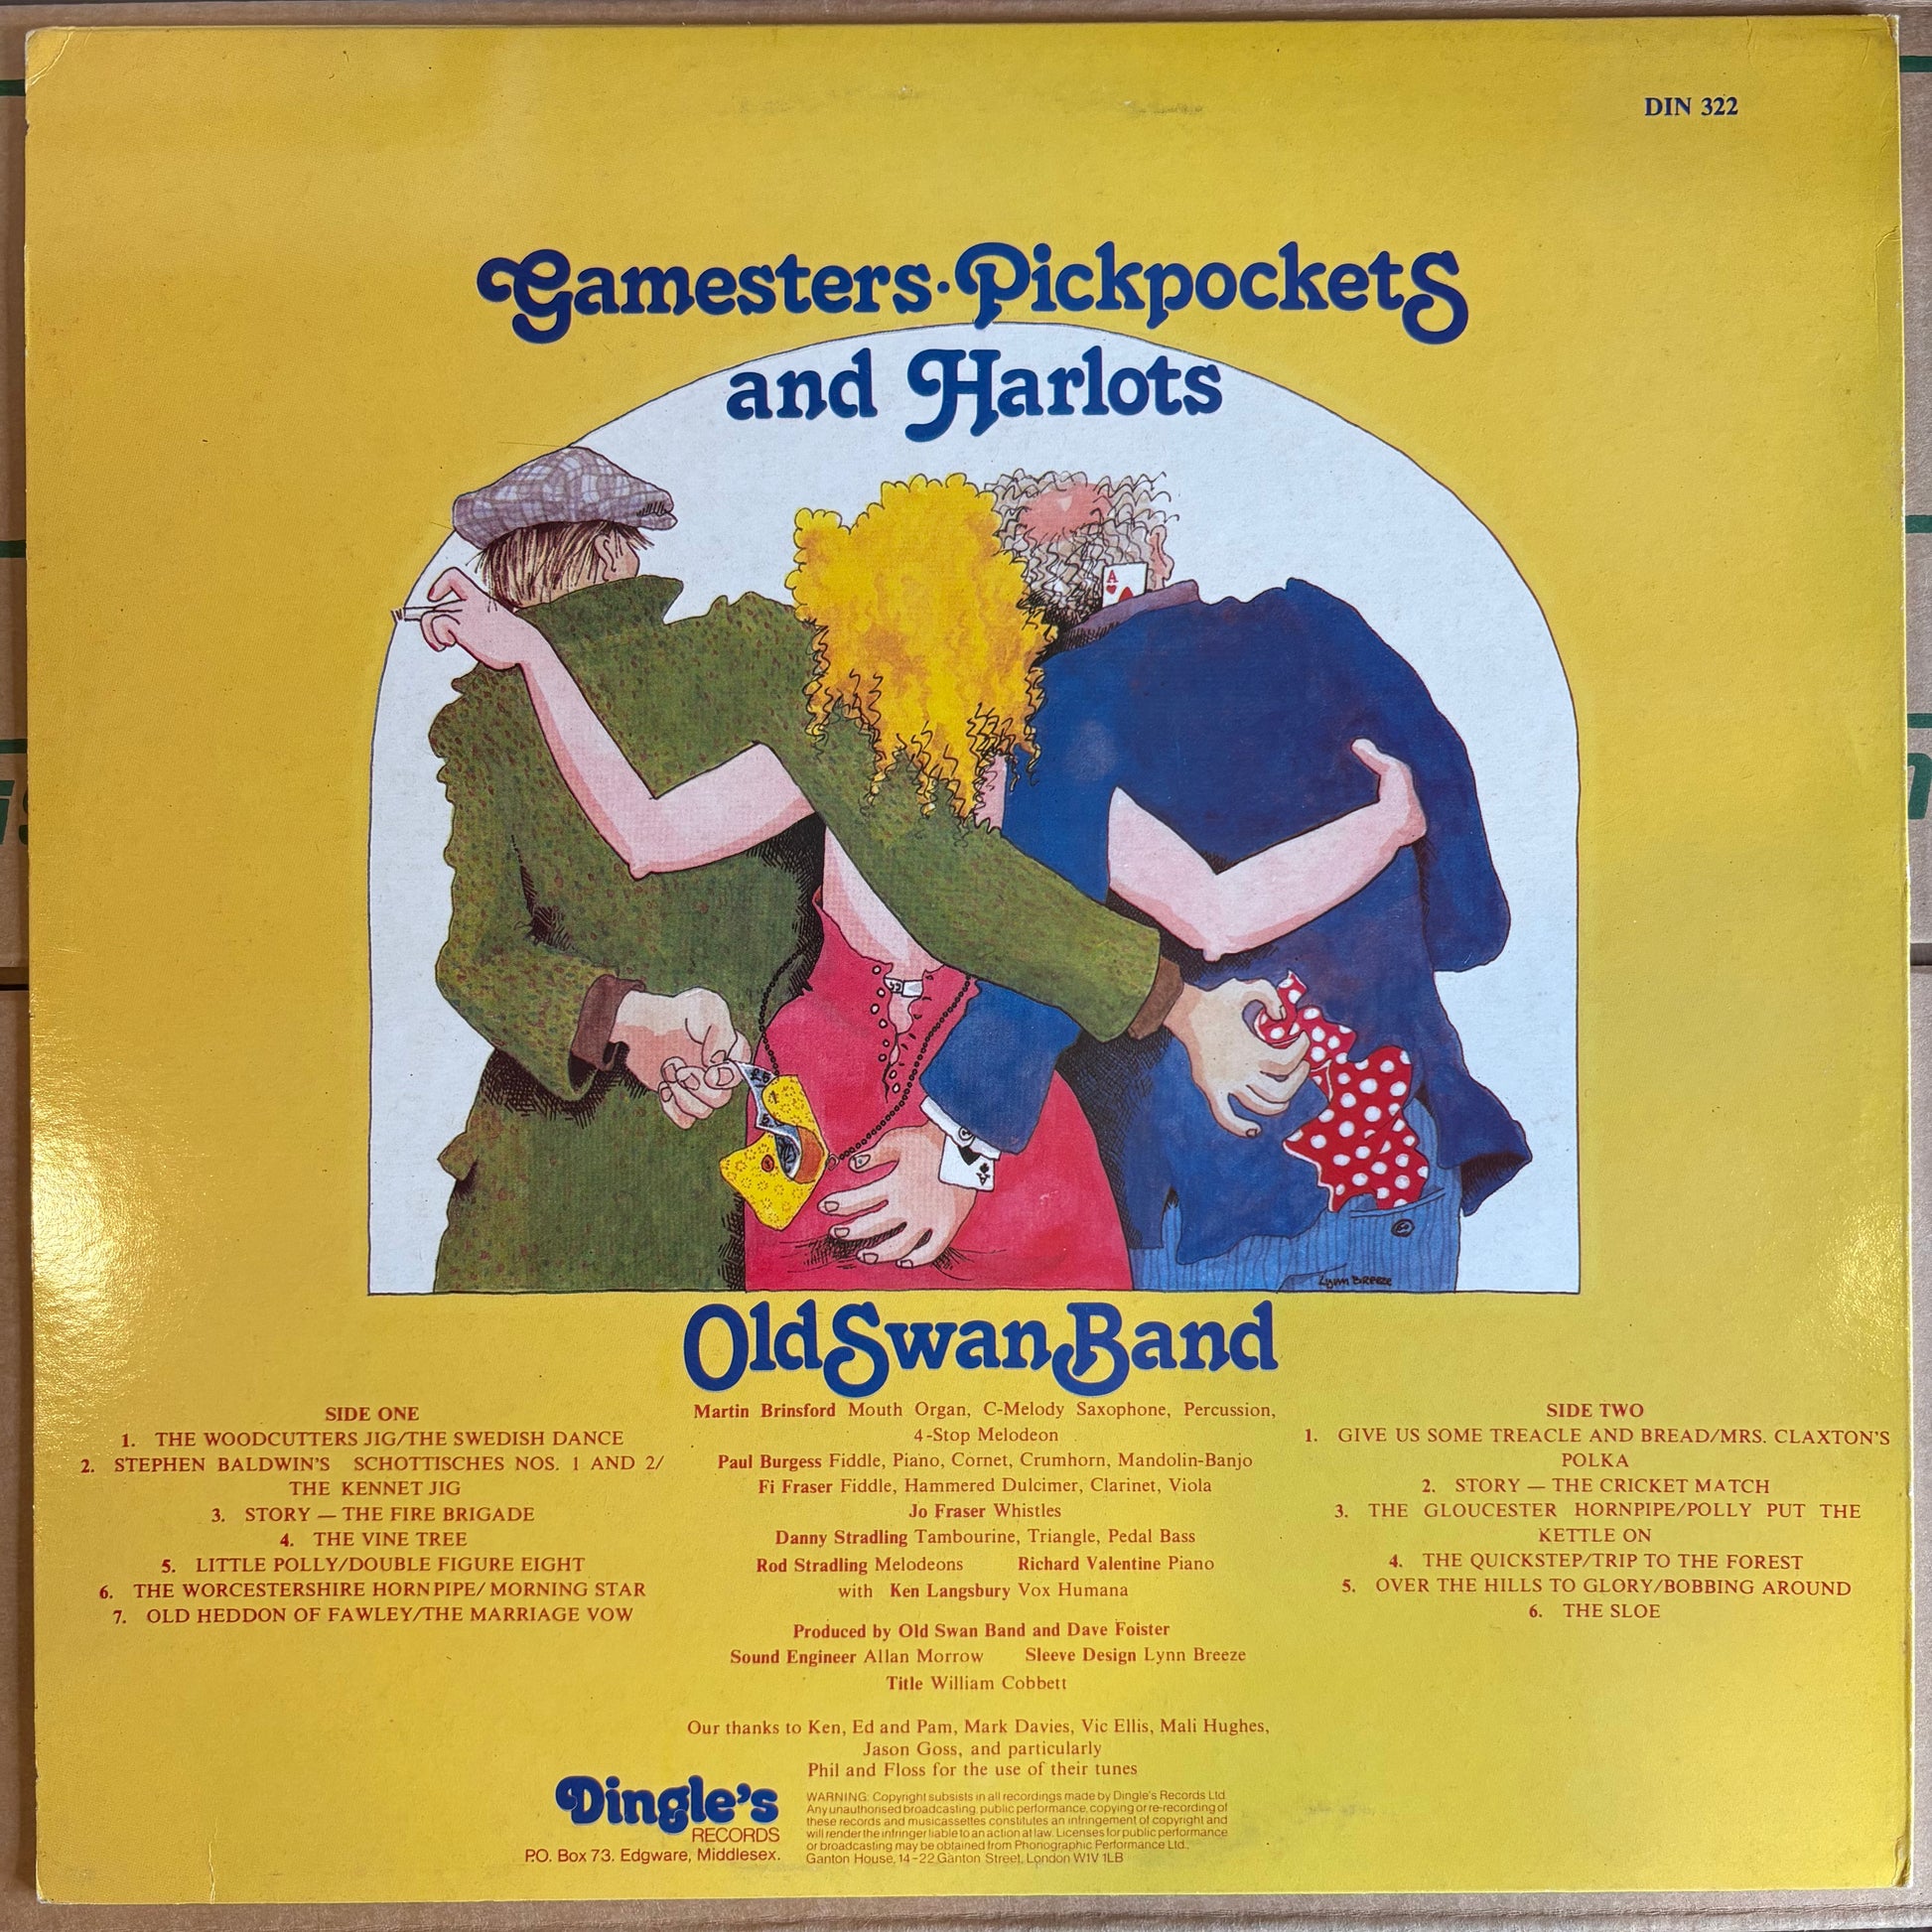 DIN 322
Gamesters·Pickpockets
and Harlots
A
£5
1
5
A
Lynn BREEZE
Old Swan Band
SIDE ONE
1. THE WOODCUTTERS JIG/THE SWEDISH DANCE
2. STEPHEN BALDWIN'S SCHOTTISCHES NOS. 1 AND 2/
THE KENNET JIG
3. STORY — THE FIRE BRIGADE
4. THE VINE TREE
5. LITTLE POLLY/DOUBLE FIGURE EIGHT
6. THE WORCESTERSHIRE HORNPIPE/ MORNING STAR
7. OLD HEDDON OF FAWLEY/THE MARRIAGE VOW
Martin Brinsford Mouth Organ, C-Melody Saxophone, Percussion,
4-Stop Melodeon
Paul Burgess Fiddle, Piano, Cornet, Crumhorn, Mandolin-Banjo
Fi Fraser Fiddle, Hammered Dulcimer, Clarinet, Viola
Jo Fraser Whistles
Danny Stradling Tambourine, Triangle, Pedal Bass
Rod Stradling Melodeons Richard Valentine Piano
with Ken Langsbury Vox Humana
Produced by Old Swan Band and Dave Foister
Sound Engineer Allan Morrow Sleeve Design Lynn Breeze
Title William Cobbett
Our thanks to Ken, Ed and Pam, Mark Davies, Vic Ellis, Mali Hughes,
Jason Goss, and particularly
Phil and Floss for the use of their tunes
SIDE TWO
1. GIVE US SOME TREACLE AND BREAD/MRS. CLAXTON'S
POLKA
2. STORY — THE CRICKET MATCH
3. THE GLOUCESTER HORNPIPE/POLLY PUT THE
KETTLE ON
4. THE QUICKSTEP/TRIP TO THE FOREST
5. OVER THE HILLS TO GLORY/BOBBING AROUND
6. THE SLOE
Dingle's
RECORDS
P.O. Box 73. Edgware, Middlesex.
WARNING: Copyright subsists in all recordings made by Dingle's Records Ltd.
Any unauthorised broadcasting, public performance, copying or re-recording of
these records and musicassettes constitutes an infringement of copyright and
will render the infringer liable to an action at law. Licenses for public performance
or broadcasting may be obtained from Phonographic Performance Ltd.,
Ganton House, 14-22 Ganton Street, London W1V 1LB